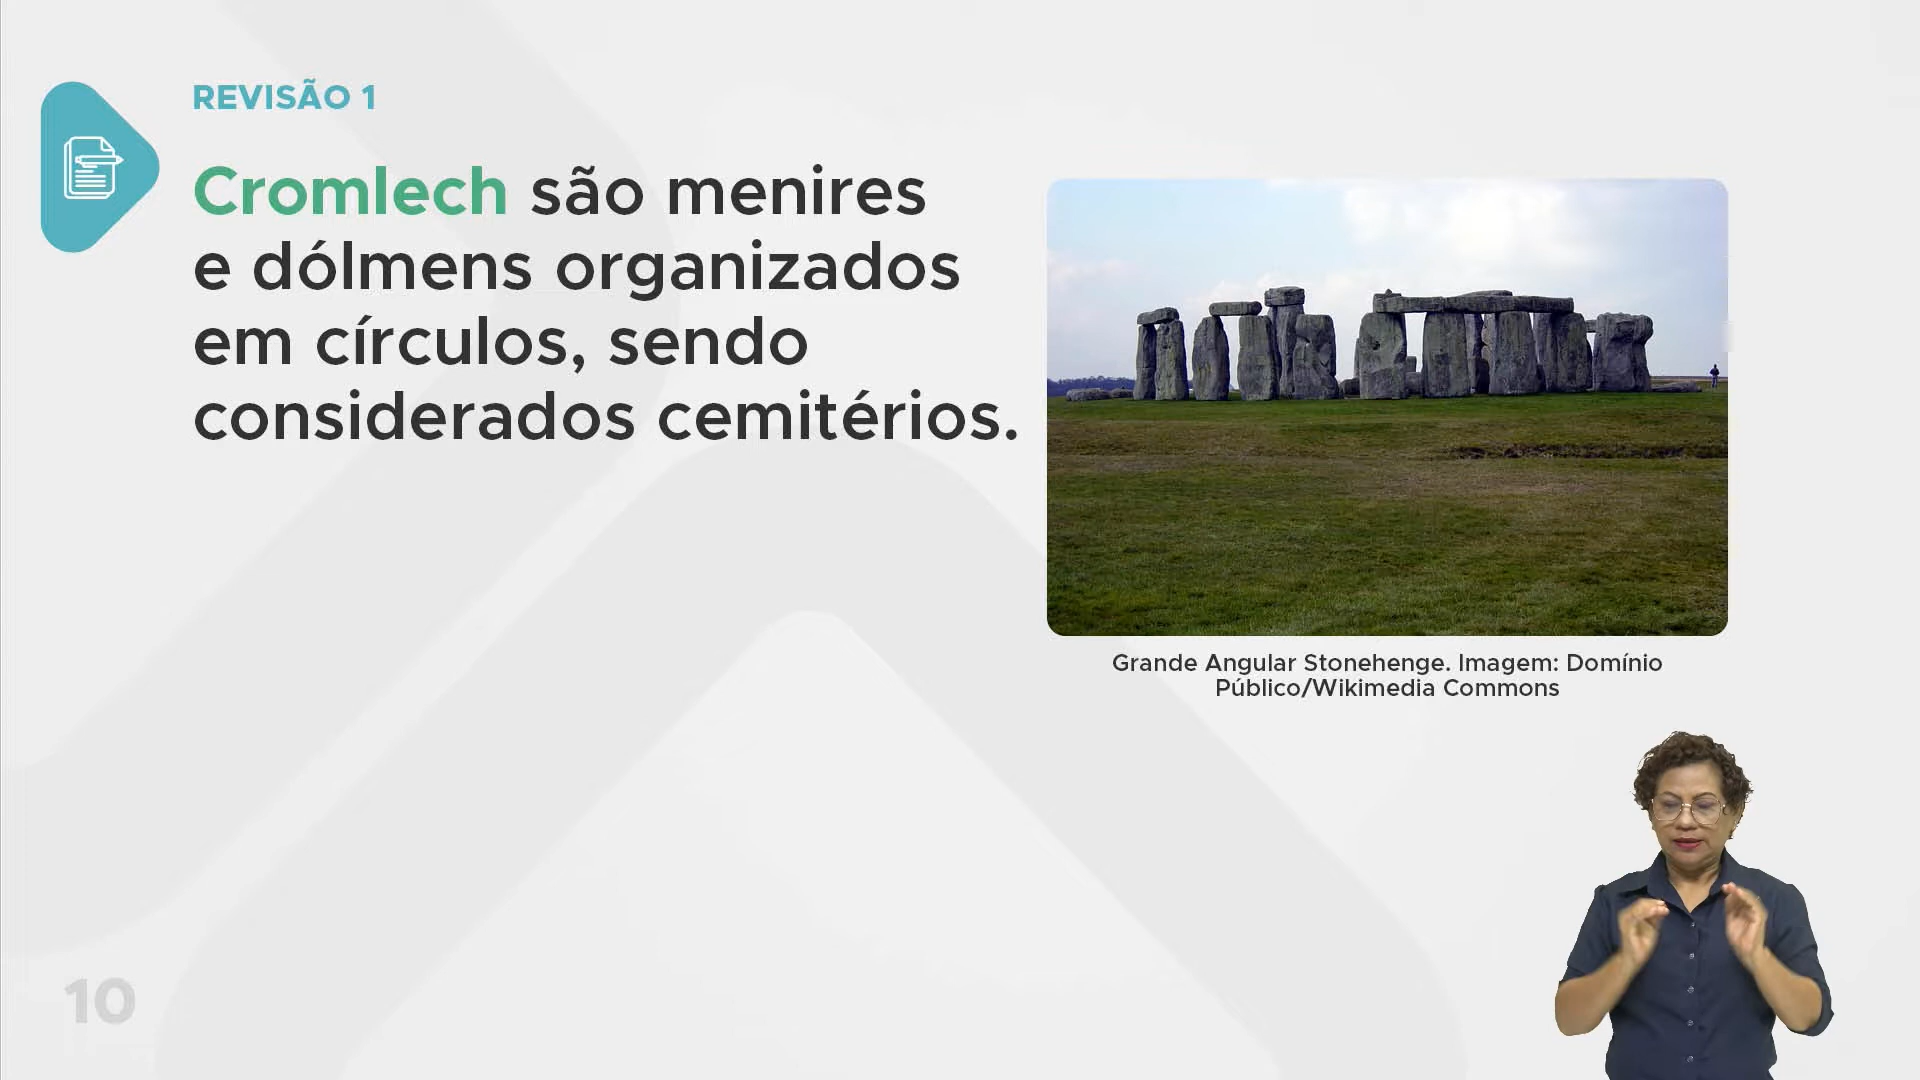 REVISÃO 1
Cromlech são menires
e dólmens organizados
em círculos, sendo
considerados cemitérios.
Grande Angular Stonehenge. Imagem: Domínio
Público/Wikimedia Commons
10